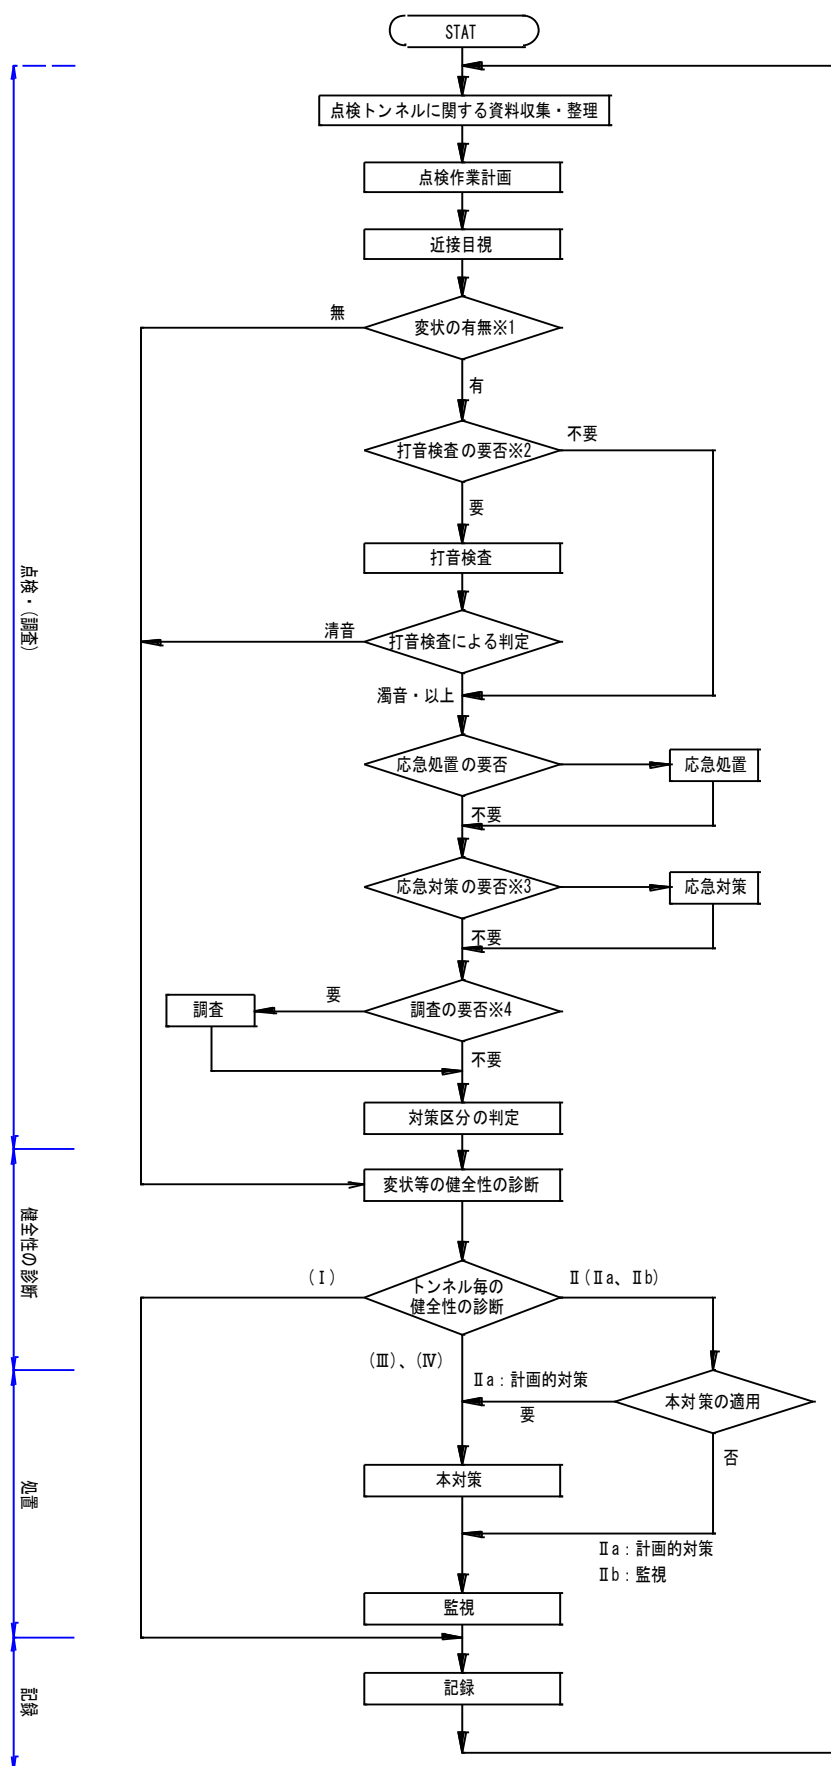 STAT
点検トンネルに関する資料収集・整理
点検作業計画
近接目視
無
変状の有無※1
有
打音検査の要否※2
不要
要
打音検査
点検・(調査)
清音
打音検査による判定
濁音・以上
応急処置の要否
応急処置
不要
応急対策の要否※3
応急対策
不要
調査
要
調査の要否※4
不要
対策区分の判定
変状等の健全性の診断
健全性の診断
(Ⅰ)
トンネル毎の
健全性の診断
Ⅱ(Ⅱa、Ⅱb)
(Ⅲ)、(Ⅳ)
Ⅱa：計画的対策
要
本対策の適用
否
本対策
処置
Ⅱa：計画的対策
Ⅱb：監視
監視
記録
記録